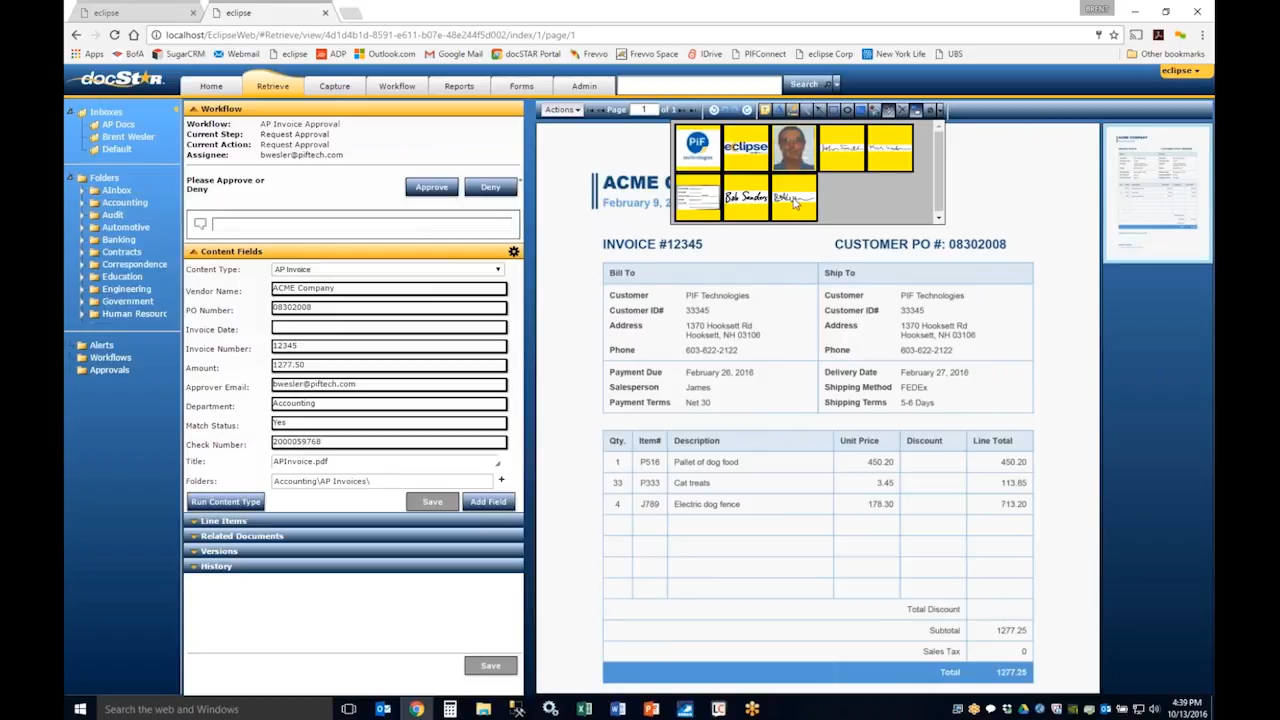 eclipse
eclipse
BRENT
localhost/EclipseWeb/#Retrieve/view/4d1d4b1d-8591-e611-b07e-48e244f5d002/index/1/page/1
Apps BofA SugarCRM Webmail eclipse ADP Outlook.com Google Mail docSTAR Portal Frevvo Frevvo Space IDrive PIFConnect eclipse Corp New York Life UBS Other bookmarks
docSTAR Home Retrieve Capture Workflow Reports Forms Admin Search eclipse
Inboxes
AP Docs
Brent Wesler
Default
Folders
AInbox
Accounting
Audit
Automotive
Banking
Contracts
Correspondence
Education
Engineering
Government
Human Resourc
Alerts
Workflows
Approvals
Workflow
Workflow: AP Invoice Approval
Current Step: Request Approval
Current Action: Request Approval
Assignee: bwesler@piftech.com
Please Approve or
Deny
Approve Deny
Content Fields
Content Type: AP Invoice
Vendor Name: ACME Company
PO Number: 08302008
Invoice Date:
Invoice Number: 12345
Amount: 1277.50
Approver Email: bwesler@piftech.com
Department: Accounting
Match Status: Yes
Check Number: 2000059768
Title: APInvoice.pdf
Folders: Accounting\AP Invoices\ +
Run Content Type Save Add Field
Line Items
Related Documents
Versions
History
Save
Actions Page 1 of 1
PiF technologies eclipse
Bob Sanders
ACME C
February 9, 2
INVOICE #12345 CUSTOMER PO #: 08302008
Bill To Ship To
Customer PIF Technologies Customer PIF Technologies
Customer ID# 33345 Customer ID# 33345
Address 1370 Hooksett Rd Address 1370 Hooksett Rd
Hooksett, NH 03106 Hooksett, NH 03106
Phone 603-622-2122 Phone 603-622-2122
Payment Due February 26, 2016 Delivery Date February 27, 2016
Salesperson James Shipping Method FEDEx
Payment Terms Net 30 Shipping Terms 5-6 Days
Qty. Item# Description Unit Price Discount Line Total
1 P516 Pallet of dog food 450.20 450.20
33 P333 Cat treats 3.45 113.85
4 J789 Electric dog fence 178.30 713.20
Total Discount
Subtotal 1277.25
Sales Tax 0
Total 1277.25
ACME COMPANY
Search the web and Windows
4:39 PM
10/13/2016